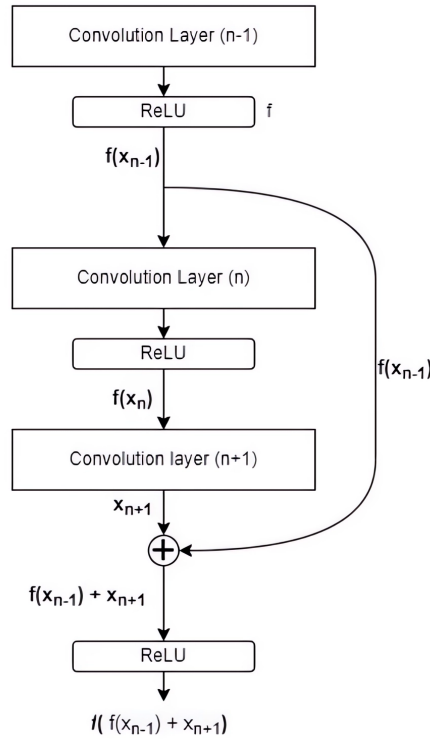 Convolution Layer (n-1)
ReLU f
f(xₙ₋₁)
Convolution Layer (n)
ReLU
f(xₙ₋₁)
f(xₙ)
Convolution layer (n+1)
xₙ₊₁
+
f(xₙ₋₁) + xₙ₊₁
ReLU
f( f(xₙ₋₁) + xₙ₊₁)